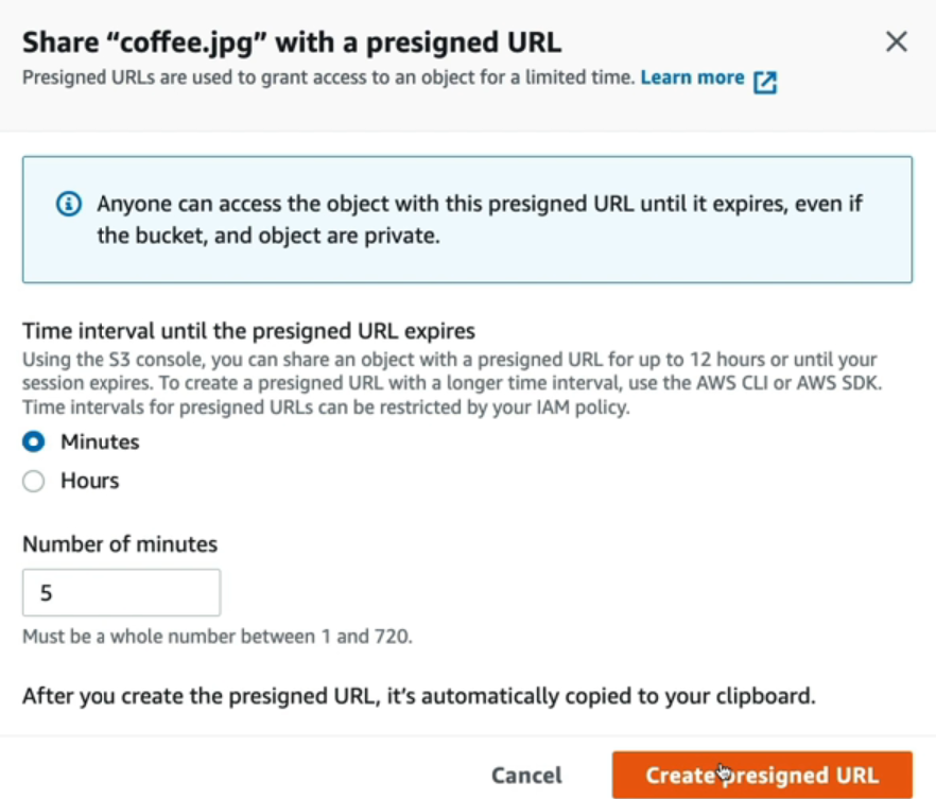 Share “coffee.jpg” with a presigned URL
Presigned URLs are used to grant access to an object for a limited time. Learn more
Anyone can access the object with this presigned URL until it expires, even if
the bucket, and object are private.
Time interval until the presigned URL expires
Using the S3 console, you can share an object with a presigned URL for up to 12 hours or until your
session expires. To create a presigned URL with a longer time interval, use the AWS CLI or AWS SDK.
Time intervals for presigned URLs can be restricted by your IAM policy.
Minutes
Hours
Number of minutes
5
Must be a whole number between 1 and 720.
After you create the presigned URL, it’s automatically copied to your clipboard.
Cancel
Create presigned URL